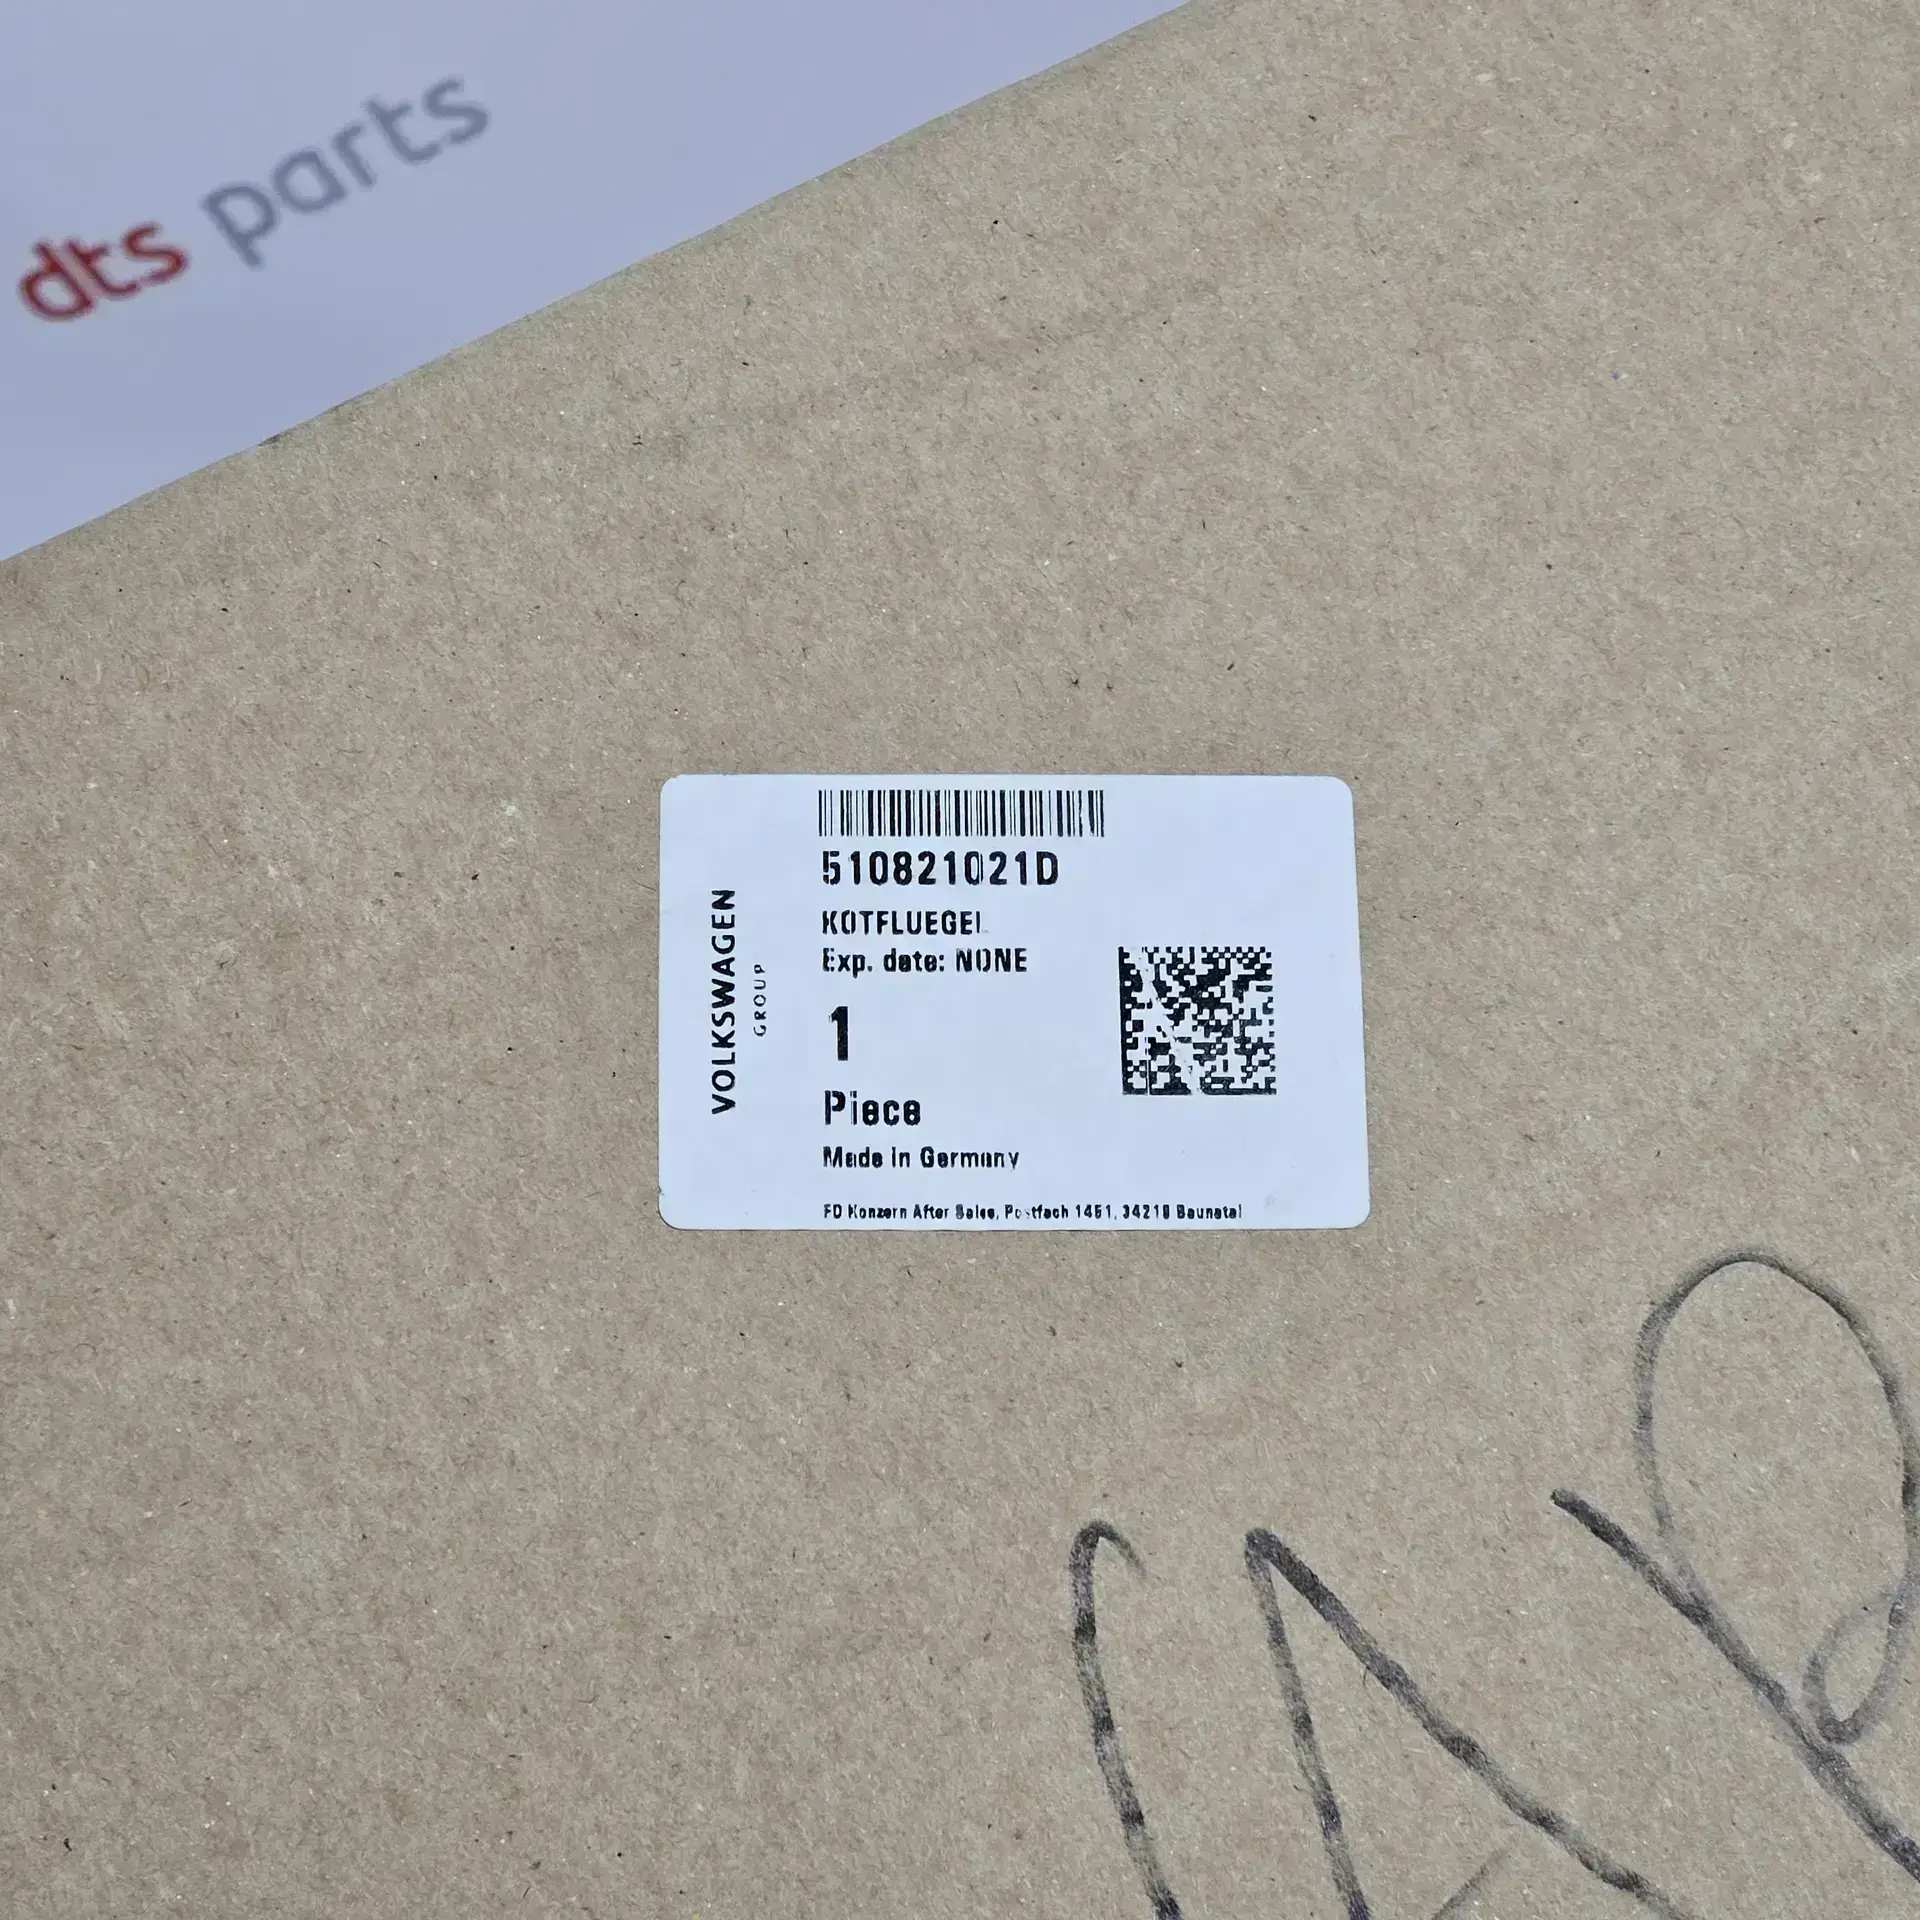 dts parts
510821021D
KOTFLUEGEL
Exp. date: NONE
1
Piece
Made in Germany
FD Konzern After Sales, Postfach 1451, 34219 Baunatal
VOLKSWAGEN
GROUP